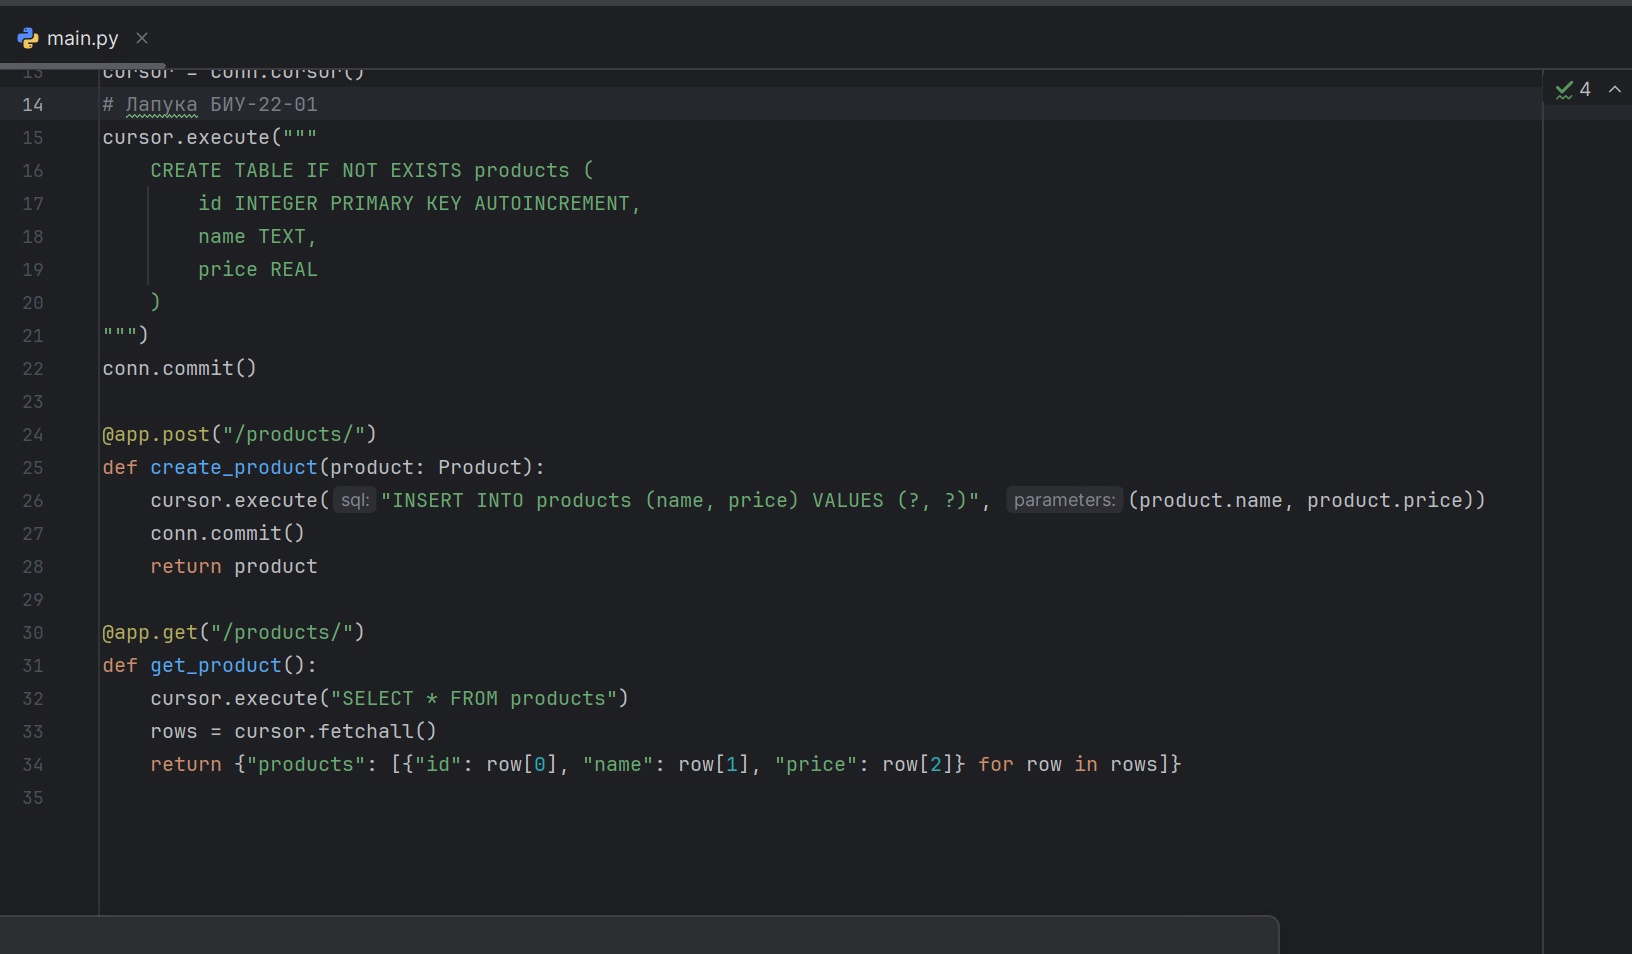 main.py
13 cursor = conn.cursor()
4
14 # Лапука БИУ-22-01
15 cursor.execute("""
16 CREATE TABLE IF NOT EXISTS products (
17 id INTEGER PRIMARY KEY AUTOINCREMENT,
18 name TEXT,
19 price REAL
20 )
21 """)
22 conn.commit()
23
24 @app.post("/products/")
25 def create_product(product: Product):
26 cursor.execute( sql: "INSERT INTO products (name, price) VALUES (?, ?)", parameters: (product.name, product.price))
27 conn.commit()
28 return product
29
30 @app.get("/products/")
31 def get_product():
32 cursor.execute("SELECT * FROM products")
33 rows = cursor.fetchall()
34 return {"products": [{"id": row[0], "name": row[1], "price": row[2]} for row in rows]}
35